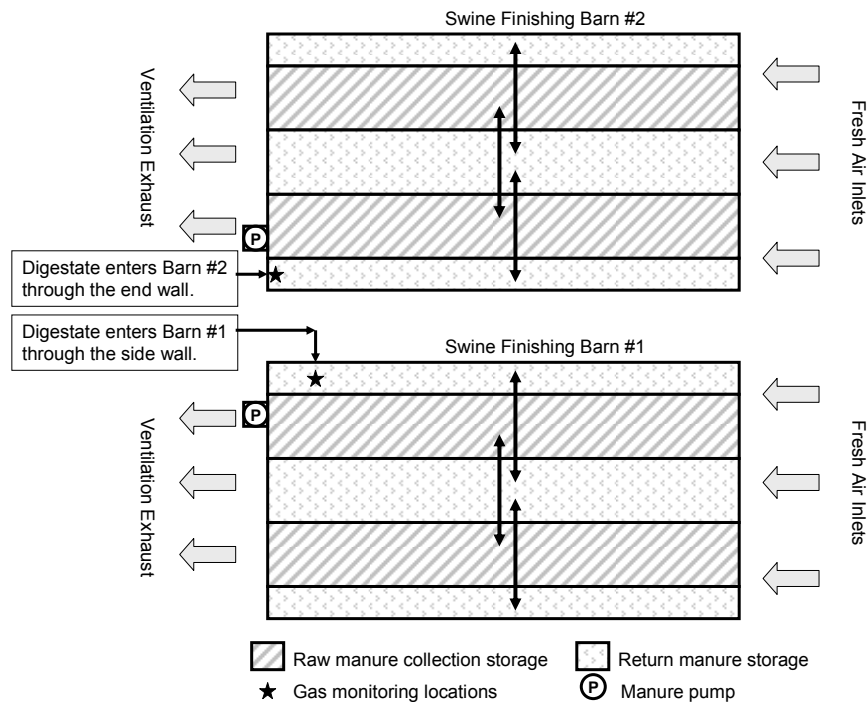 Swine Finishing Barn #2
Ventilation Exhaust
Fresh Air Inlets
P
Digestate enters Barn #2
through the end wall.
Digestate enters Barn #1
through the side wall.
Swine Finishing Barn #1
P
Ventilation Exhaust
Fresh Air Inlets
Raw manure collection storage
Return manure storage
Gas monitoring locations
P Manure pump